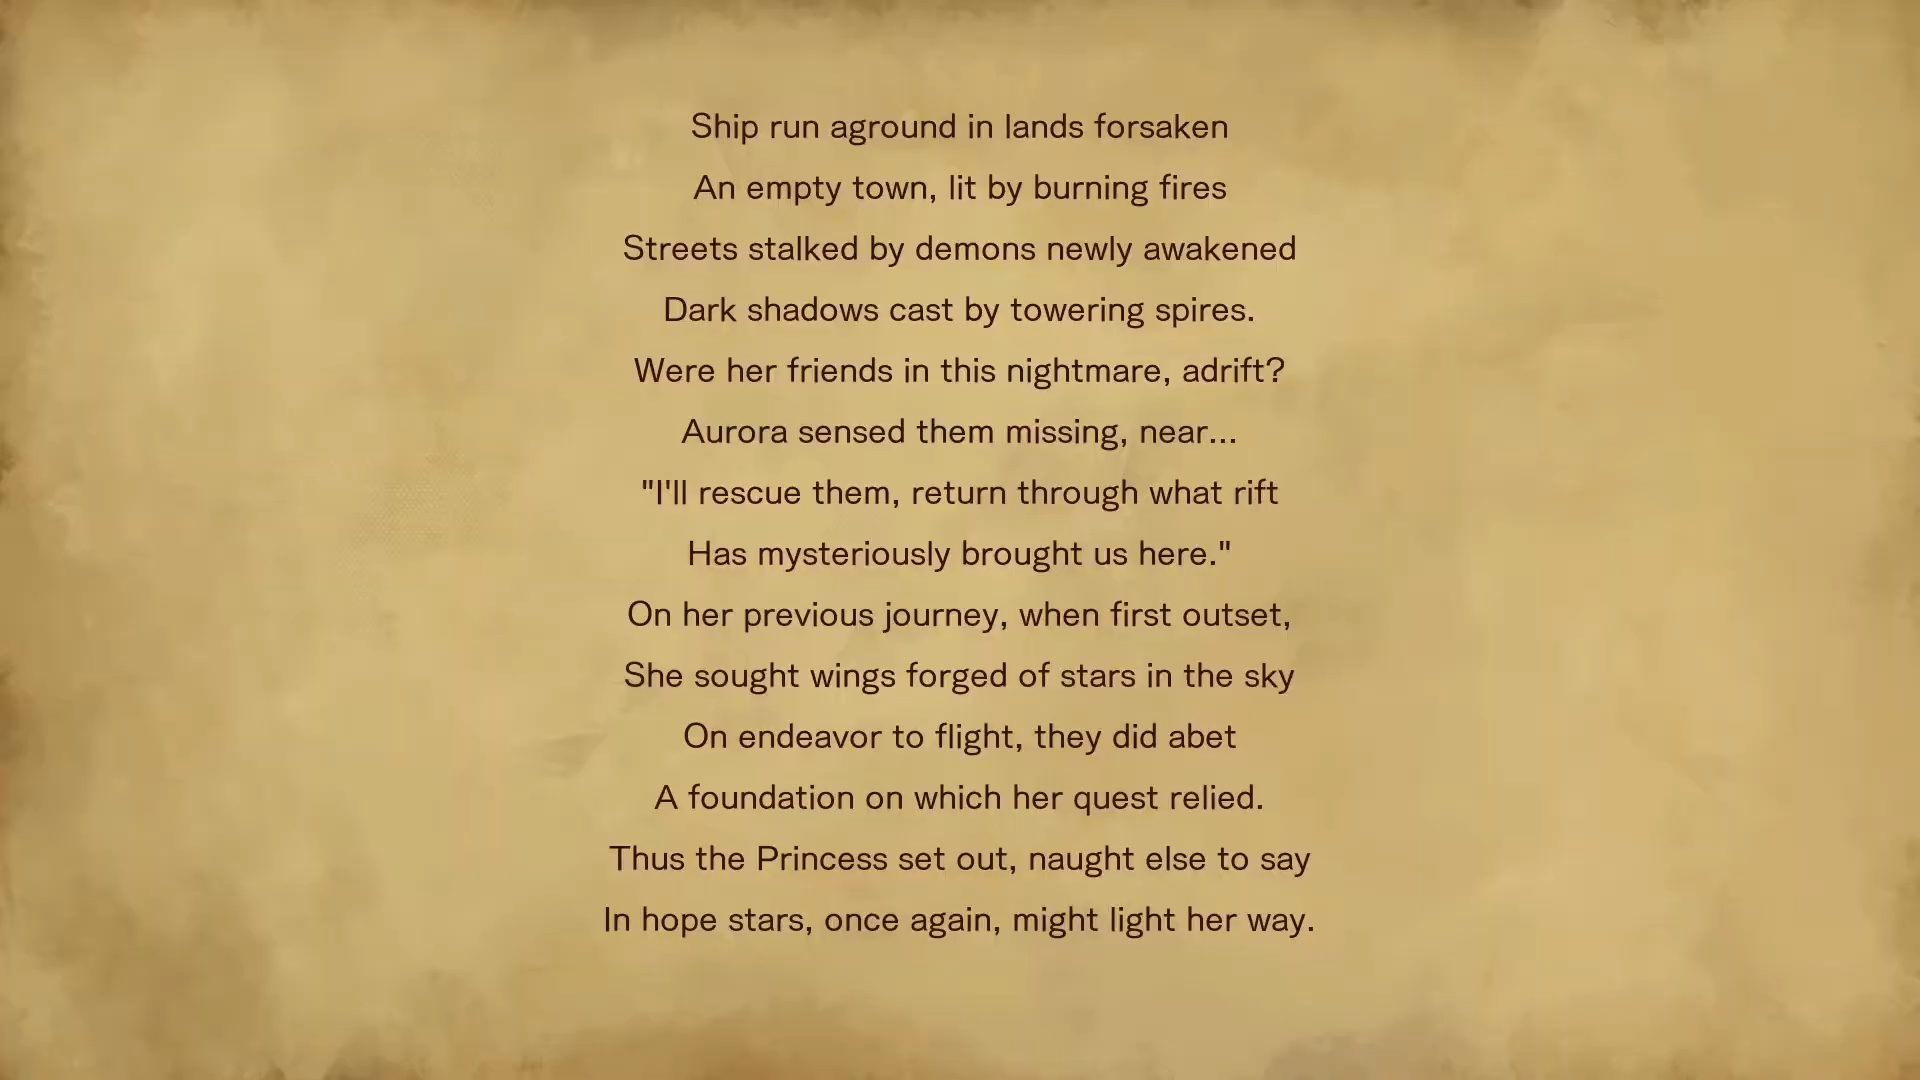 Ship run aground in lands forsaken
An empty town, lit by burning fires
Streets stalked by demons newly awakened
Dark shadows cast by towering spires.
Were her friends in this nightmare, adrift?
Aurora sensed them missing, near...
"I'll rescue them, return through what rift
Has mysteriously brought us here."
On her previous journey, when first outset,
She sought wings forged of stars in the sky
On endeavor to flight, they did abet
A foundation on which her quest relied.
Thus the Princess set out, naught else to say
In hope stars, once again, might light her way.